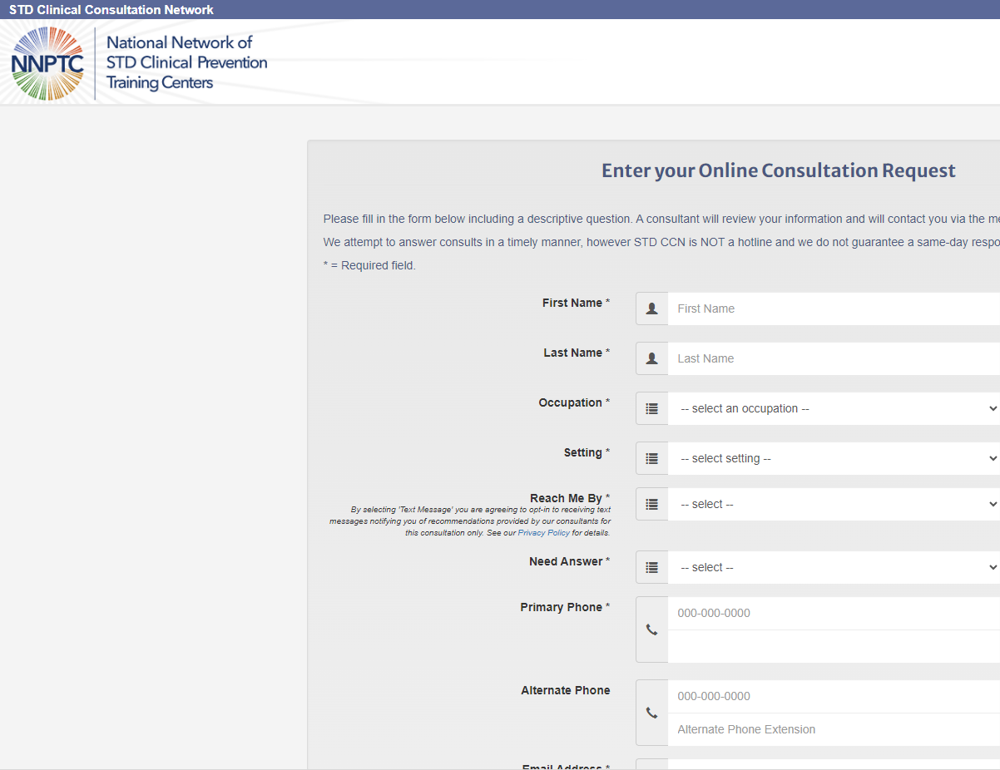 STD Clinical Consultation Network
NNPTC
National Network of
STD Clinical Prevention
Training Centers
Enter your Online Consultation Request
Please fill in the form below including a descriptive question. A consultant will review your information and will contact you via the
We attempt to answer consults in a timely manner, however STD CCN is NOT a hotline and we do not guarantee a same-day
* = Required field.
First Name *
First Name
Last Name *
Last Name
Occupation *
-- select an occupation --
Setting *
-- select setting --
Reach Me By *
-- select --
By selecting 'Text Message' you are agreeing to opt-in to receiving text
messages notifying you of recommendations provided by our consultants for
this consultation only. See our Privacy Policy for details.
Need Answer *
-- select --
Primary Phone *
000-000-0000
Alternate Phone
000-000-0000
Alternate Phone Extension
Email Address *